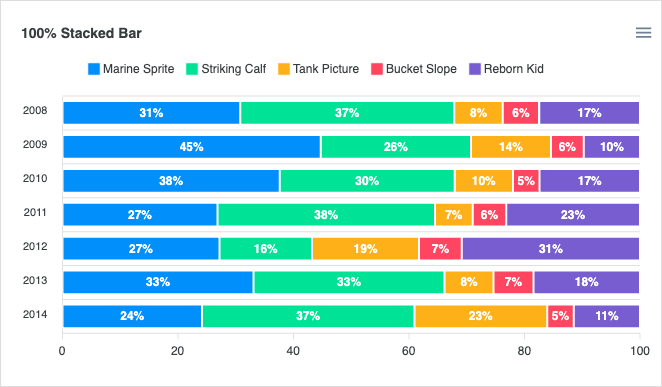 100% Stacked Bar
Marine Sprite Striking Calf Tank Picture Bucket Slope Reborn Kid
2008 31% 37% 8% 6% 17%
2009 45% 26% 14% 6% 10%
2010 38% 30% 10% 5% 17%
2011 27% 38% 7% 6% 23%
2012 27% 16% 19% 7% 31%
2013 33% 33% 8% 7% 18%
2014 24% 37% 23% 5% 11%
0 20 40 60 80 100